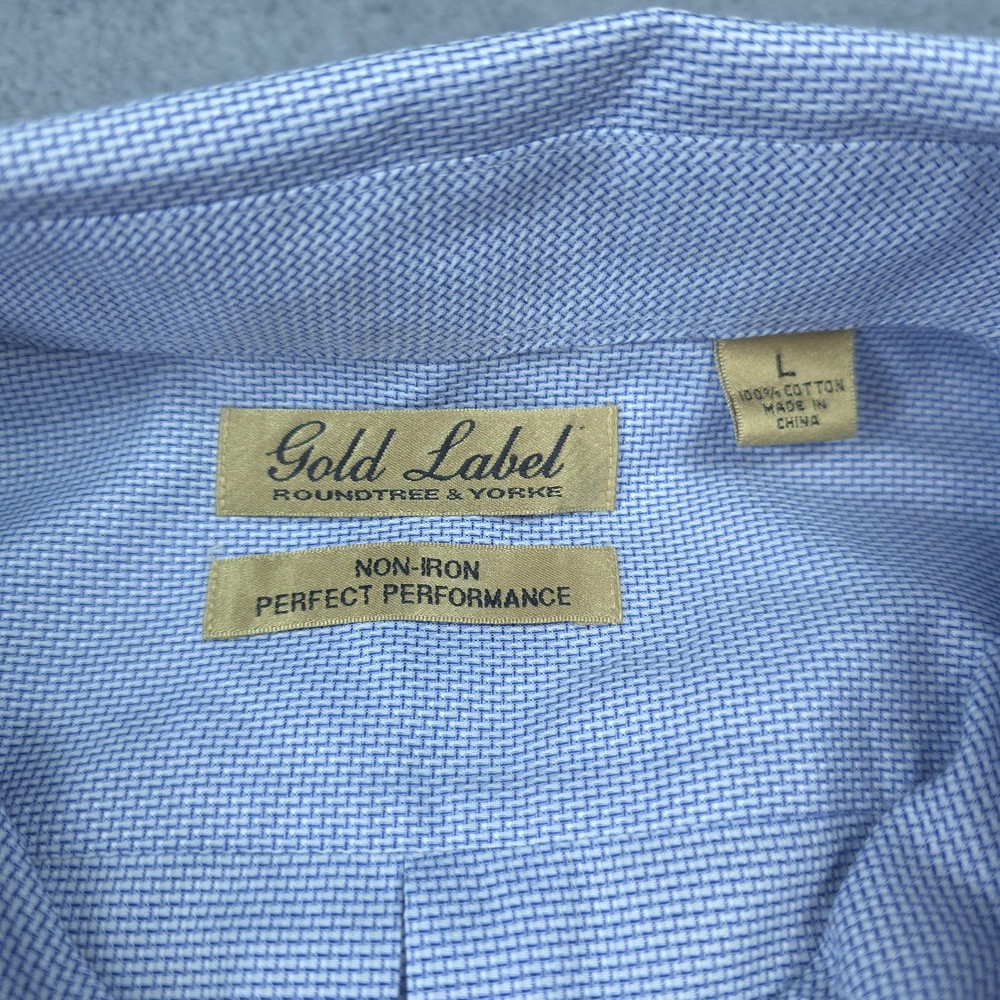 Gold Label
ROUNDTREE & YORKE
NON-IRON
PERFECT PERFORMANCE
L
100% COTTON
MADE IN
CHINA